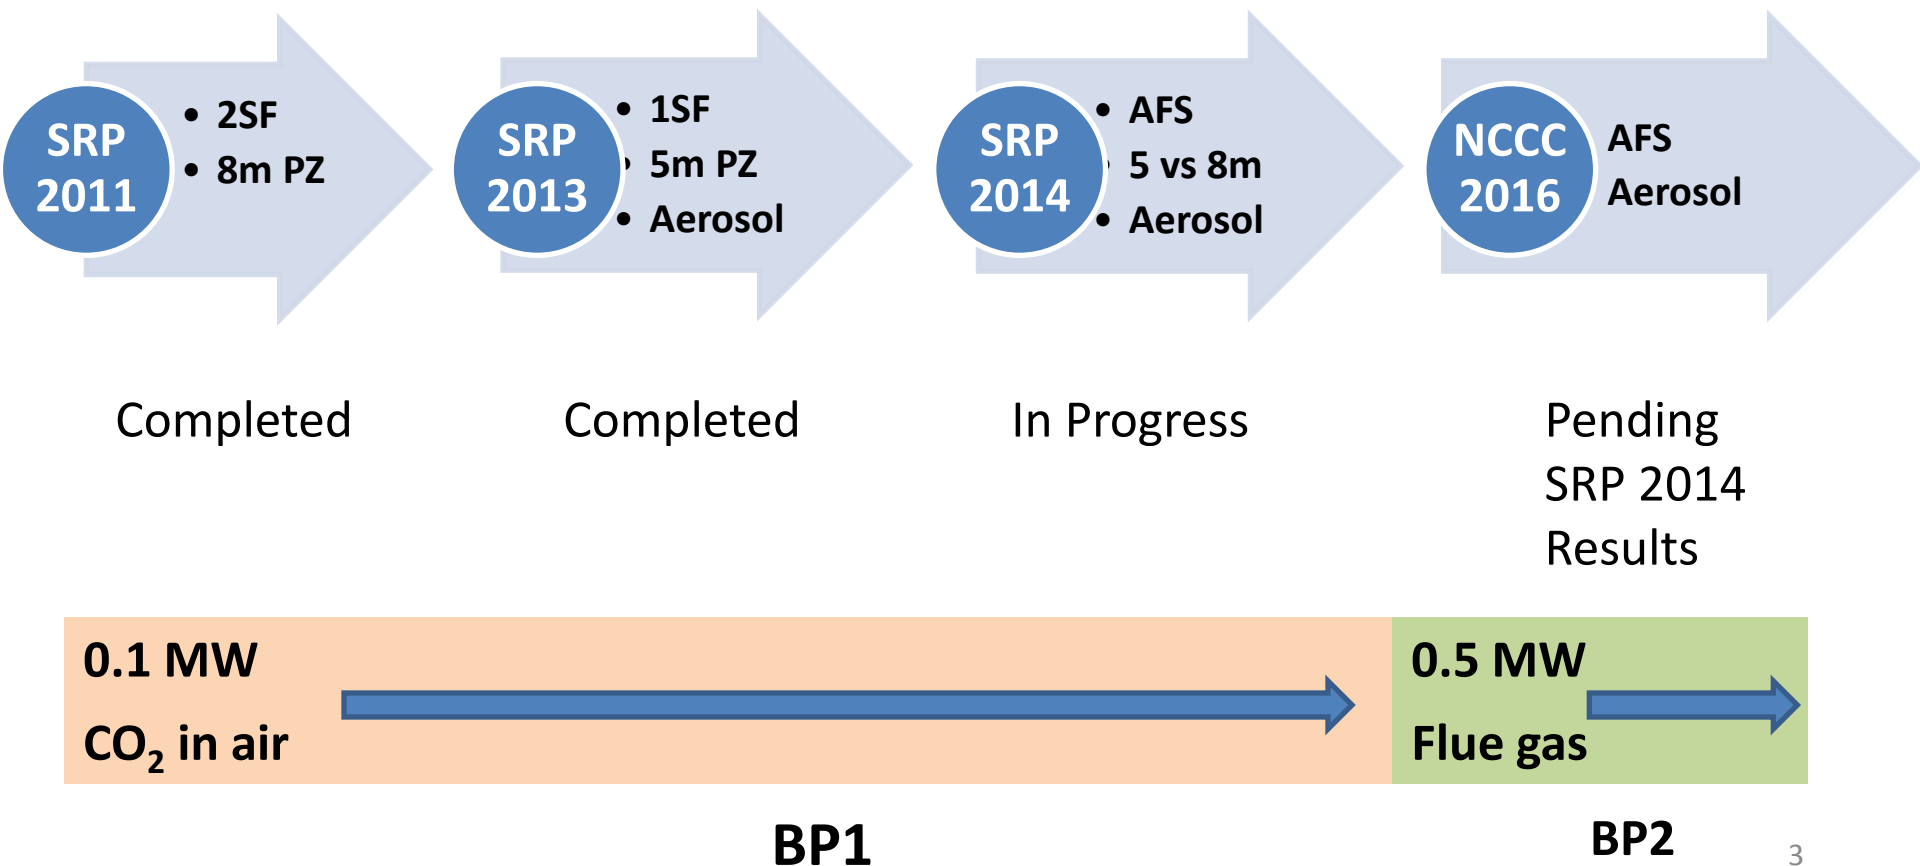 SRP
2011
• 2SF
• 8m PZ
SRP
2013
• 1SF
• 5m PZ
• Aerosol
SRP
2014
• AFS
• 5 vs 8m
• Aerosol
NCCC
2016
AFS
Aerosol
Completed
Completed
In Progress
Pending
SRP 2014
Results
0.1 MW
CO₂ in air
0.5 MW
Flue gas
BP1
BP2
3